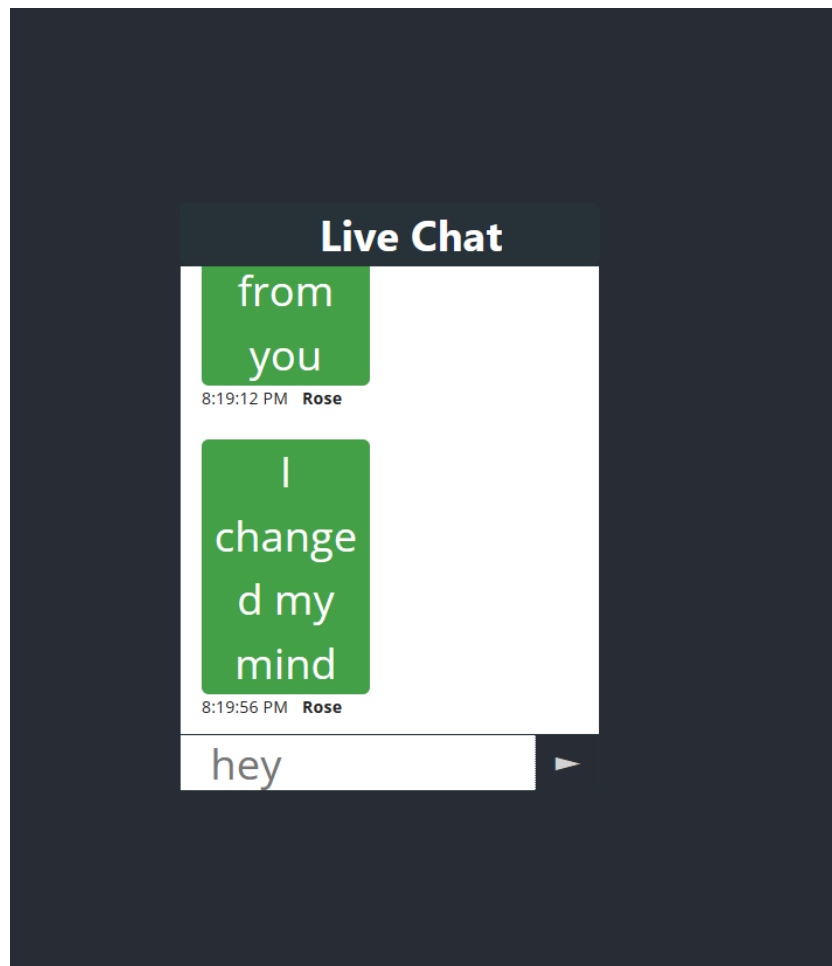 Live Chat
from
you
8:19:12 PM Rose
I
change
d my
mind
8:19:56 PM Rose
hey